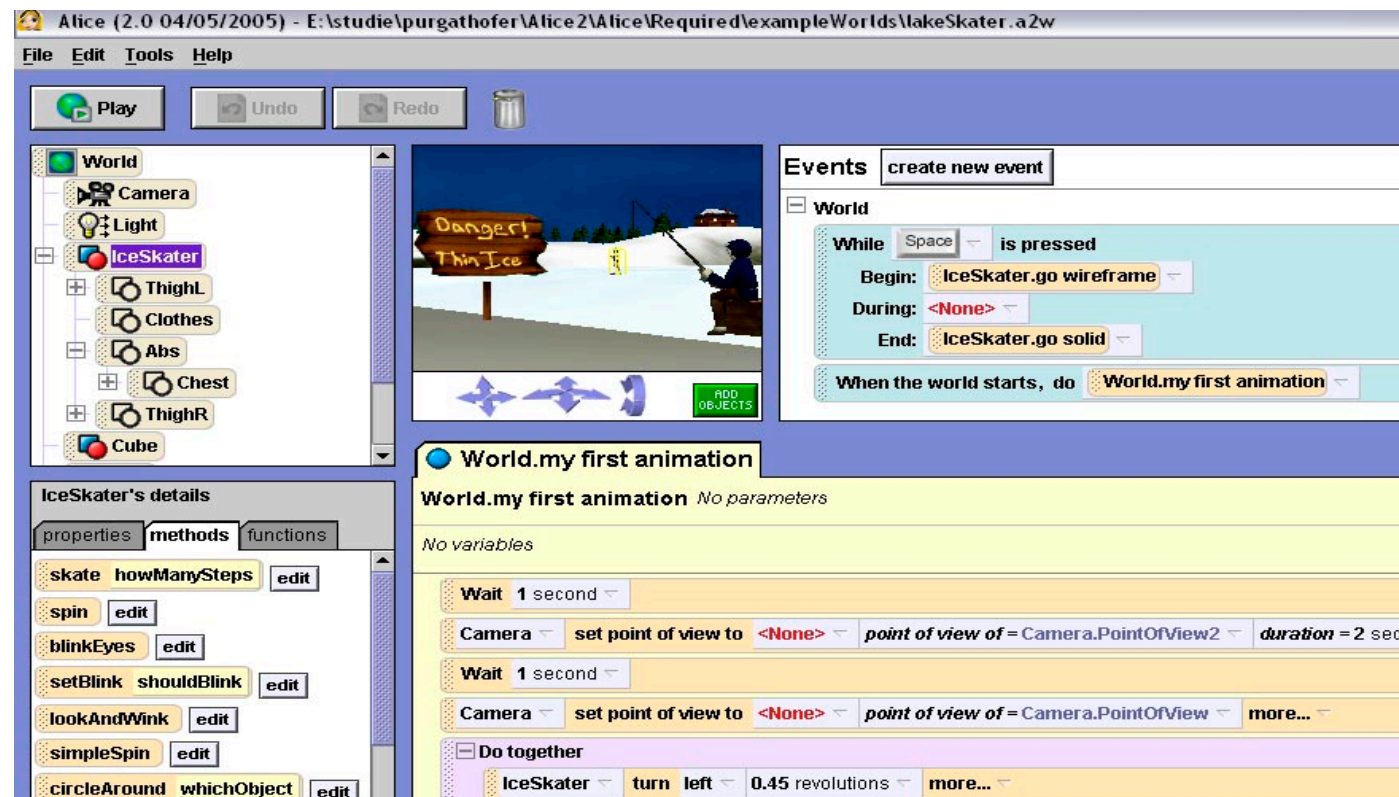 Alice (2.0 04/05/2005) - E:\studie\purgathofer\Alice2\Alice\Required\exampleWorlds\lakeSkater.a2w
File Edit Tools Help
Play Undo Redo
World
Camera
Light
IceSkater
ThighL
Clothes
Abs
Chest
ThighR
Cube
Danger!
Thin Ice
ADD
OBJECTS
Events create new event
World
While Space is pressed
Begin: IceSkater.go wireframe
During: <None>
End: IceSkater.go solid
When the world starts, do World.my first animation
IceSkater's details
properties methods functions
skate howManySteps edit
spin edit
blinkEyes edit
setBlink shouldBlink edit
lookAndWink edit
simpleSpin edit
circleAround whichObject edit
World.my first animation
World.my first animation No parameters
No variables
Wait 1 second
Camera set point of view to <None> point of view of = Camera.PointOfView2 duration = 2 sec
Wait 1 second
Camera set point of view to <None> point of view of = Camera.PointOfView more...
Do together
IceSkater turn left 0.45 revolutions more...